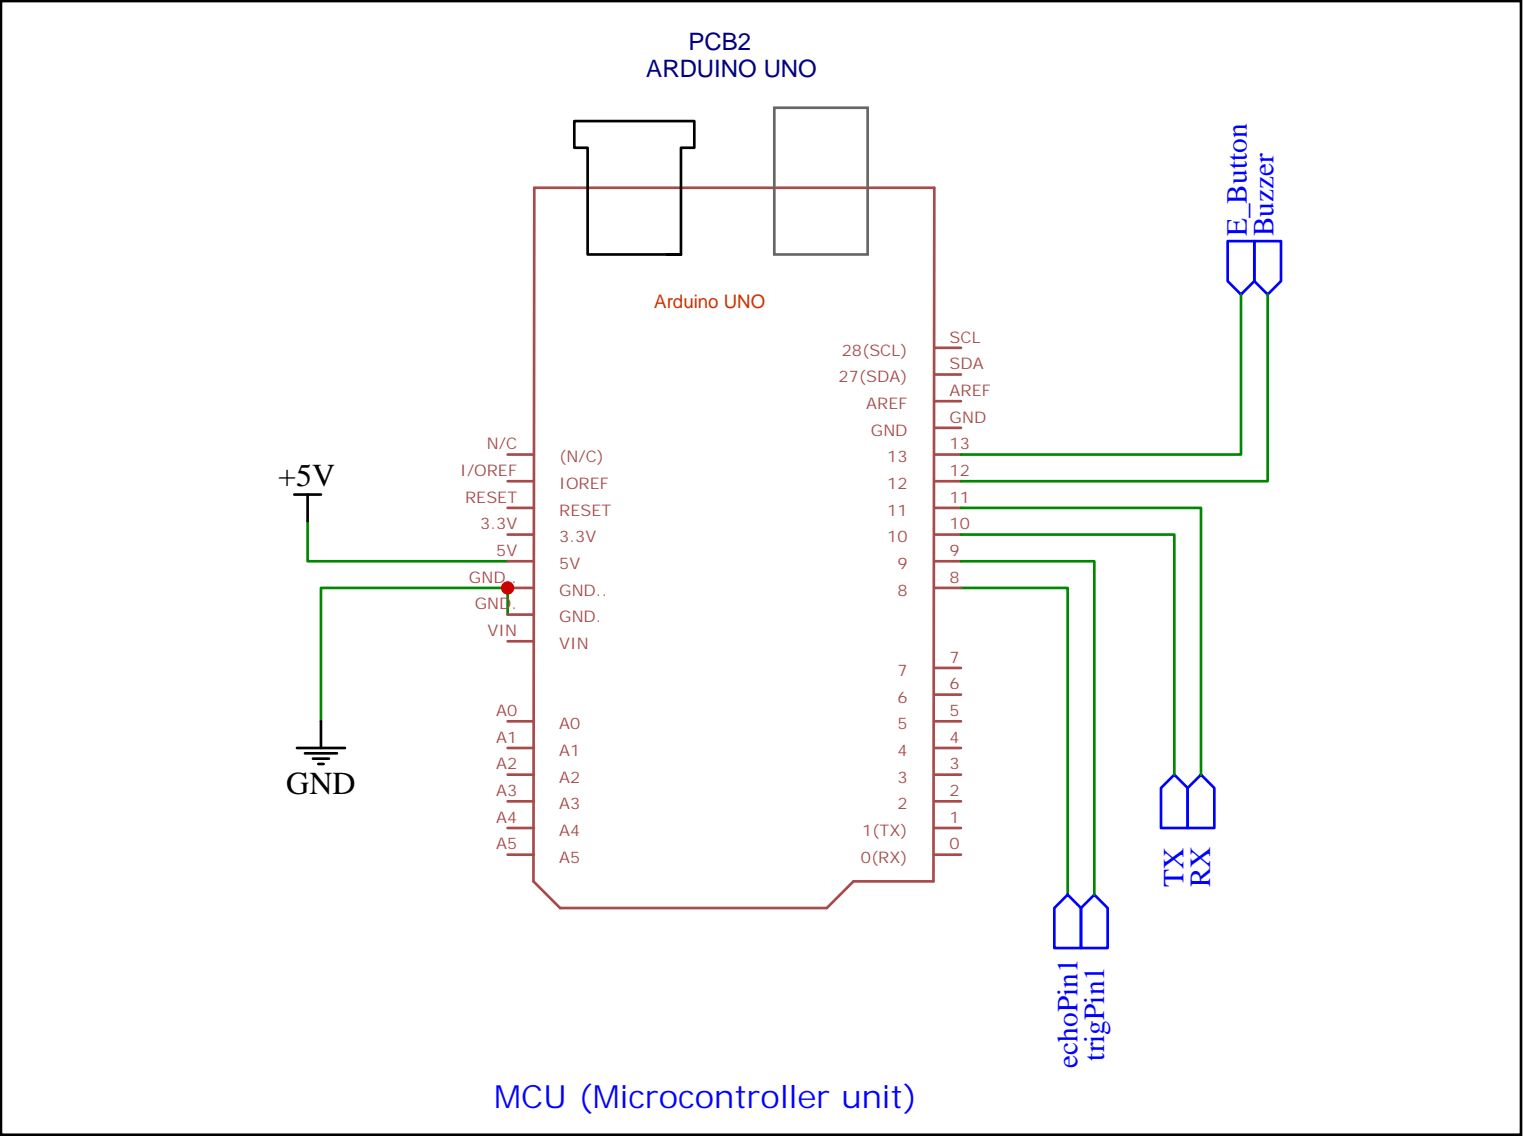 PCB2
ARDUINO UNO
E_Button
Buzzer
Arduino UNO
SCL
28(SCL)
SDA
27(SDA)
AREF
AREF
GND
GND
13
13
12
12
11
11
10
10
9
9
8
8
7
7
6
6
5
5
4
4
3
3
2
2
1
1(TX)
0
0(RX)
N/C
(N/C)
I/OREF
IOREF
RESET
RESET
3.3V
3.3V
5V
5V
GND..
GND..
GND.
GND.
VIN
VIN
A0
A0
A1
A1
A2
A2
A3
A3
A4
A4
A5
A5
+5V
GND
TX
RX
echoPin1
trigPin1
MCU (Microcontroller unit)